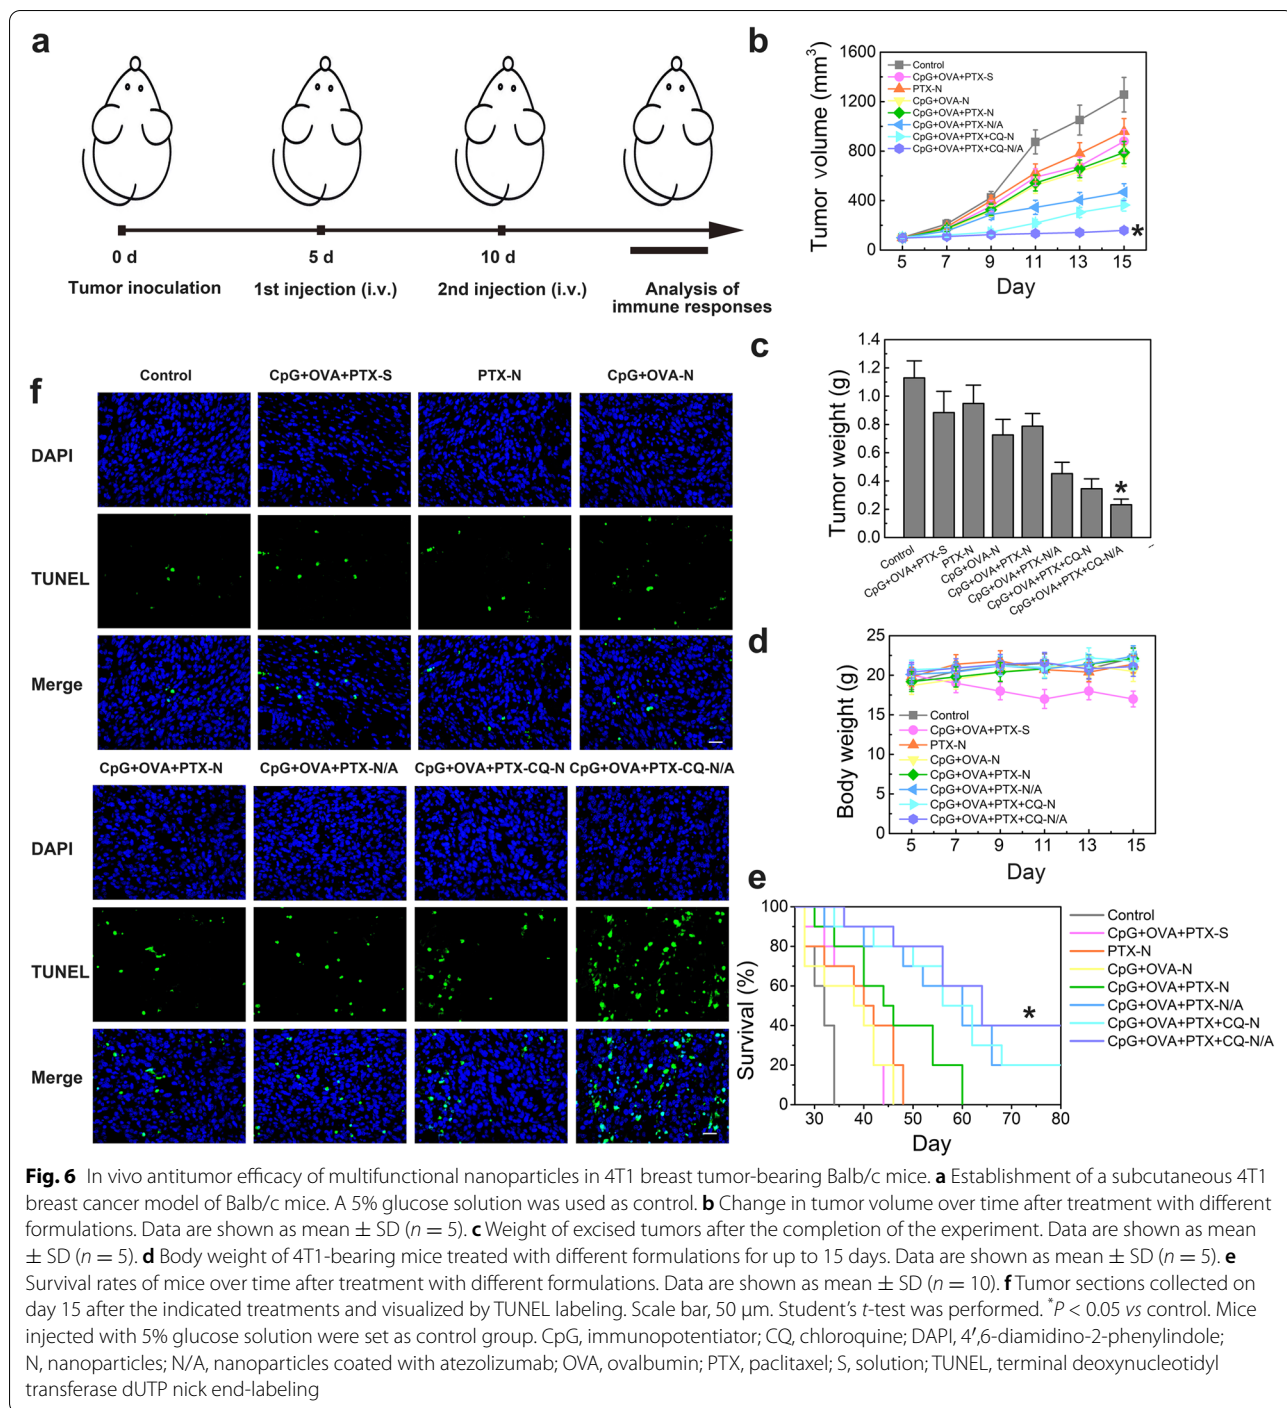 a
0 d
5 d
10 d
Tumor inoculation
1st injection (i.v.)
2nd injection (i.v.)
Analysis of
immune responses
b
Tumor volume (mm³)
1600
1200
800
400
0
Control
CpG+OVA+PTX-S
PTX-N
CpG+OVA-N
CpG+OVA+PTX-N
CpG+OVA+PTX-N/A
CpG+OVA+PTX+CQ-N
CpG+OVA+PTX+CQ-N/A
*
5 7 9 11 13 15
Day
c
Tumor weight (g)
1.4
1.2
1.0
0.8
0.6
0.4
0.2
0.0
*
Control
CpG+OVA+PTX-S
PTX-N
CpG+OVA-N
CpG+OVA+PTX-N
CpG+OVA+PTX-N/A
CpG+OVA+PTX+CQ-N
CpG+OVA+PTX+CQ-N/A
--
d
Body weight (g)
25
20
15
10
5
0
Control
CpG+OVA+PTX-S
PTX-N
CpG+OVA-N
CpG+OVA+PTX-N
CpG+OVA+PTX-N/A
CpG+OVA+PTX+CQ-N
CpG+OVA+PTX+CQ-N/A
5 7 9 11 13 15
Day
e
Survival (%)
100
80
60
40
20
0
*
30 40 50 60 70 80
Day
Control
CpG+OVA+PTX-S
PTX-N
CpG+OVA-N
CpG+OVA+PTX-N
CpG+OVA+PTX-N/A
CpG+OVA+PTX+CQ-N
CpG+OVA+PTX+CQ-N/A
f
Control CpG+OVA+PTX-S PTX-N CpG+OVA-N
DAPI
TUNEL
Merge
CpG+OVA+PTX-N CpG+OVA+PTX-N/A CpG+OVA+PTX-CQ-N CpG+OVA+PTX-CQ-N/A
DAPI
TUNEL
Merge
Fig. 6 In vivo antitumor efficacy of multifunctional nanoparticles in 4T1 breast tumor-bearing Balb/c mice. a Establishment of a subcutaneous 4T1
breast cancer model of Balb/c mice. A 5% glucose solution was used as control. b Change in tumor volume over time after treatment with different
formulations. Data are shown as mean ± SD (n = 5). c Weight of excised tumors after the completion of the experiment. Data are shown as mean
± SD (n = 5). d Body weight of 4T1-bearing mice treated with different formulations for up to 15 days. Data are shown as mean ± SD (n = 5). e
Survival rates of mice over time after treatment with different formulations. Data are shown as mean ± SD (n = 10). f Tumor sections collected on
day 15 after the indicated treatments and visualized by TUNEL labeling. Scale bar, 50 μm. Student's t-test was performed. *P < 0.05 vs control. Mice
injected with 5% glucose solution were set as control group. CpG, immunopotentiator; CQ, chloroquine; DAPI, 4′,6-diamidino-2-phenylindole;
N, nanoparticles; N/A, nanoparticles coated with atezolizumab; OVA, ovalbumin; PTX, paclitaxel; S, solution; TUNEL, terminal deoxynucleotidyl
transferase dUTP nick end-labeling